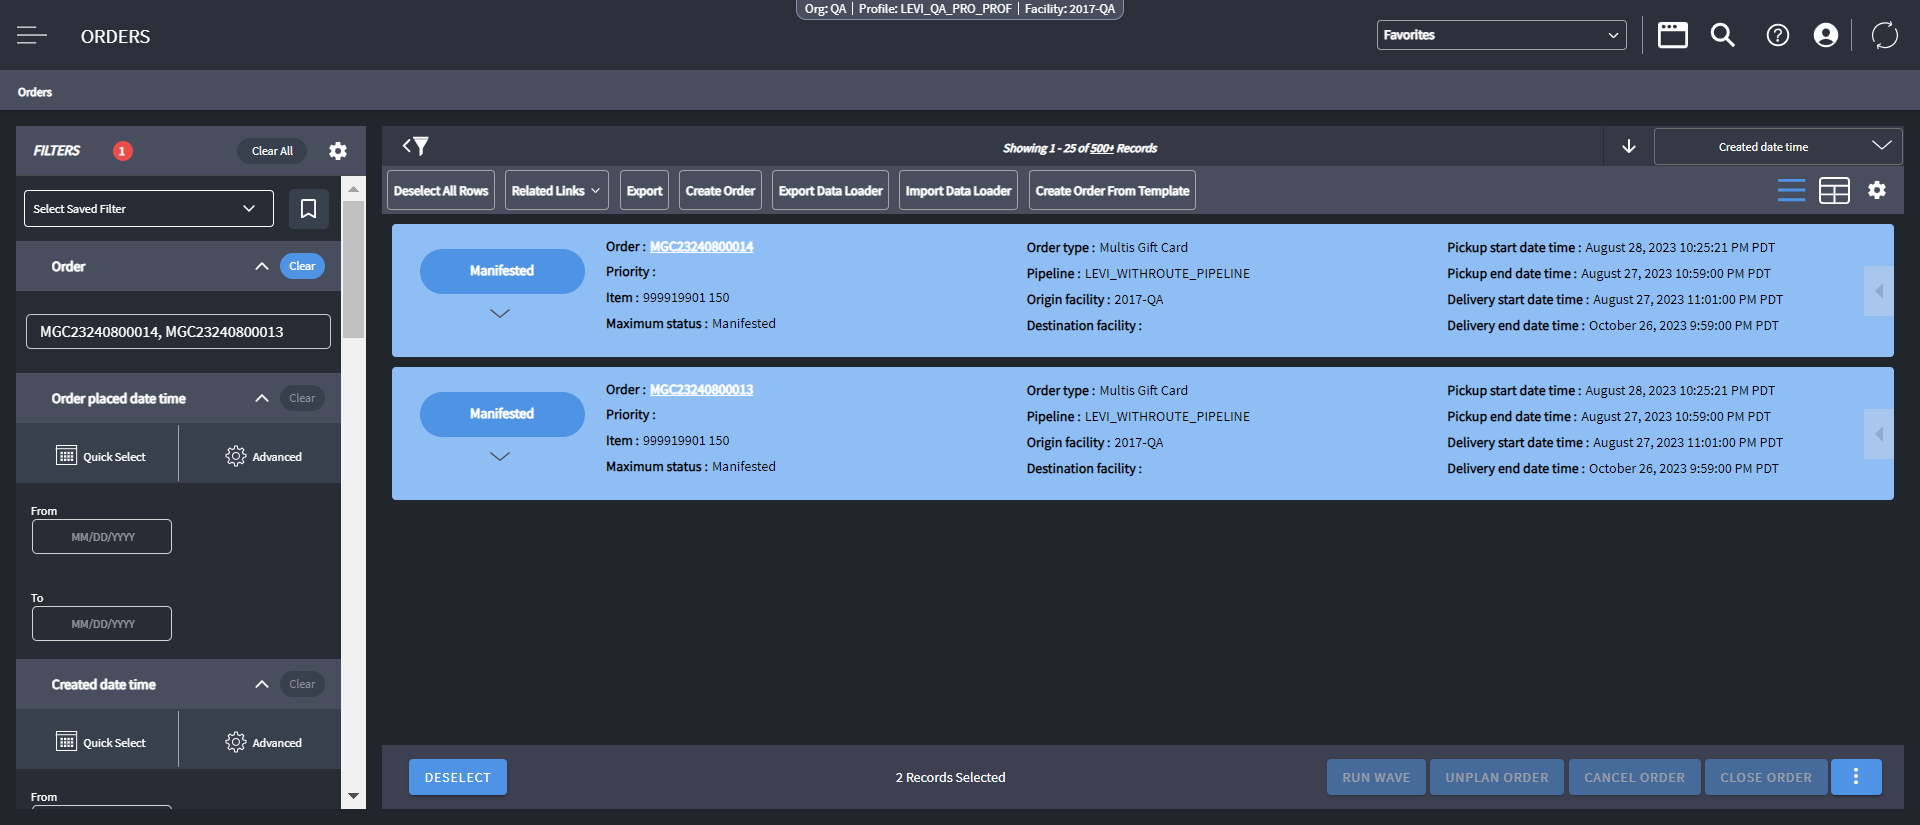 Org: QA | Profile: LEVI_QA_PRO_PROF | Facility: 2017-QA
ORDERS
Favorites
Orders
FILTERS
1
Clear All
Select Saved Filter
Order
Clear
MGC23240800014, MGC23240800013
Order placed date time
Clear
Quick Select
Advanced
From
MM/DD/YYYY
To
MM/DD/YYYY
Created date time
Clear
Quick Select
Advanced
From
Showing 1 - 25 of 500+ Records
Created date time
Deselect All Rows
Related Links
Export
Create Order
Export Data Loader
Import Data Loader
Create Order From Template
Manifested
Order : MGC23240800014
Priority :
Item : 999919901 150
Maximum status : Manifested
Order type : Multis Gift Card
Pipeline : LEVI_WITHROUTE_PIPELINE
Origin facility : 2017-QA
Destination facility :
Pickup start date time : August 28, 2023 10:25:21 PM PDT
Pickup end date time : August 27, 2023 10:59:00 PM PDT
Delivery start date time : August 27, 2023 11:01:00 PM PDT
Delivery end date time : October 26, 2023 9:59:00 PM PDT
Manifested
Order : MGC23240800013
Priority :
Item : 999919901 150
Maximum status : Manifested
Order type : Multis Gift Card
Pipeline : LEVI_WITHROUTE_PIPELINE
Origin facility : 2017-QA
Destination facility :
Pickup start date time : August 28, 2023 10:25:21 PM PDT
Pickup end date time : August 27, 2023 10:59:00 PM PDT
Delivery start date time : August 27, 2023 11:01:00 PM PDT
Delivery end date time : October 26, 2023 9:59:00 PM PDT
DESELECT
2 Records Selected
RUN WAVE
UNPLAN ORDER
CANCEL ORDER
CLOSE ORDER